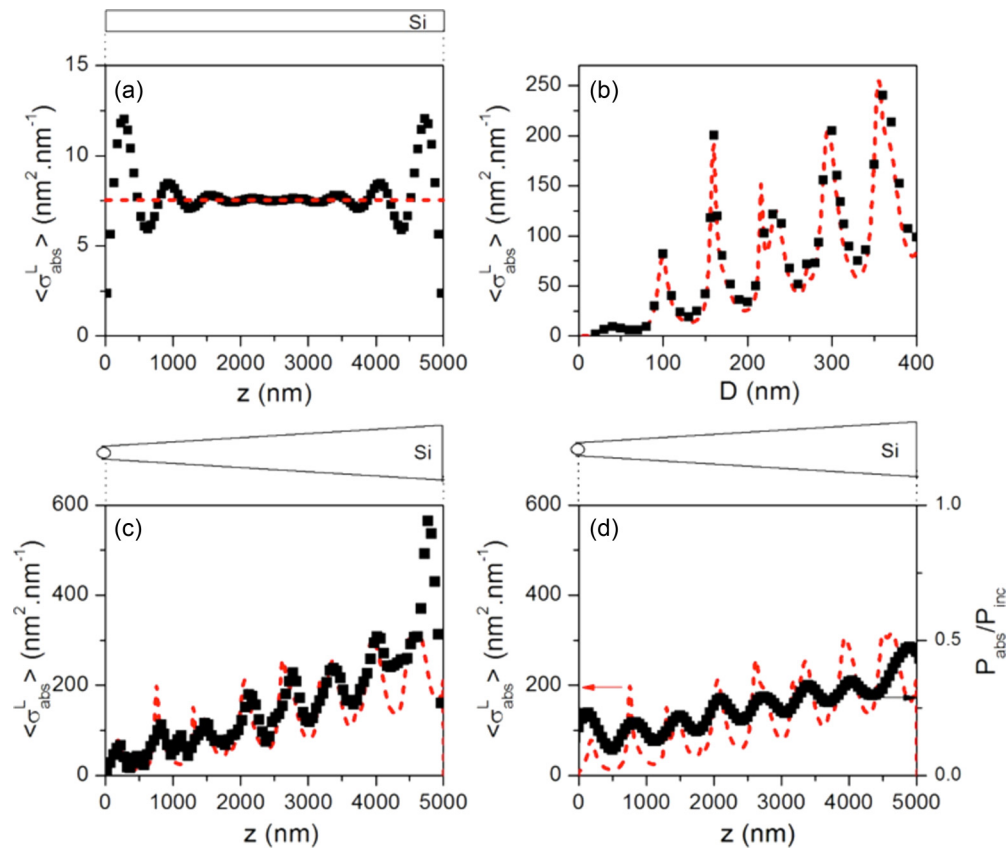 Si
(a)
15
10
5
0
<σ^L_abs> (nm².nm⁻¹)
0 1000 2000 3000 4000 5000
z (nm)
(b)
250
200
150
100
50
0
<σ^L_abs> (nm².nm⁻¹)
0 100 200 300 400
D (nm)
Si
(c)
600
400
200
0
<σ^L_abs> (nm².nm⁻¹)
0 1000 2000 3000 4000 5000
z (nm)
Si
(d)
600
400
200
0
<σ^L_abs> (nm².nm⁻¹)
1.0
0.5
0.0
P_abs/P_inc
0 1000 2000 3000 4000 5000
z (nm)